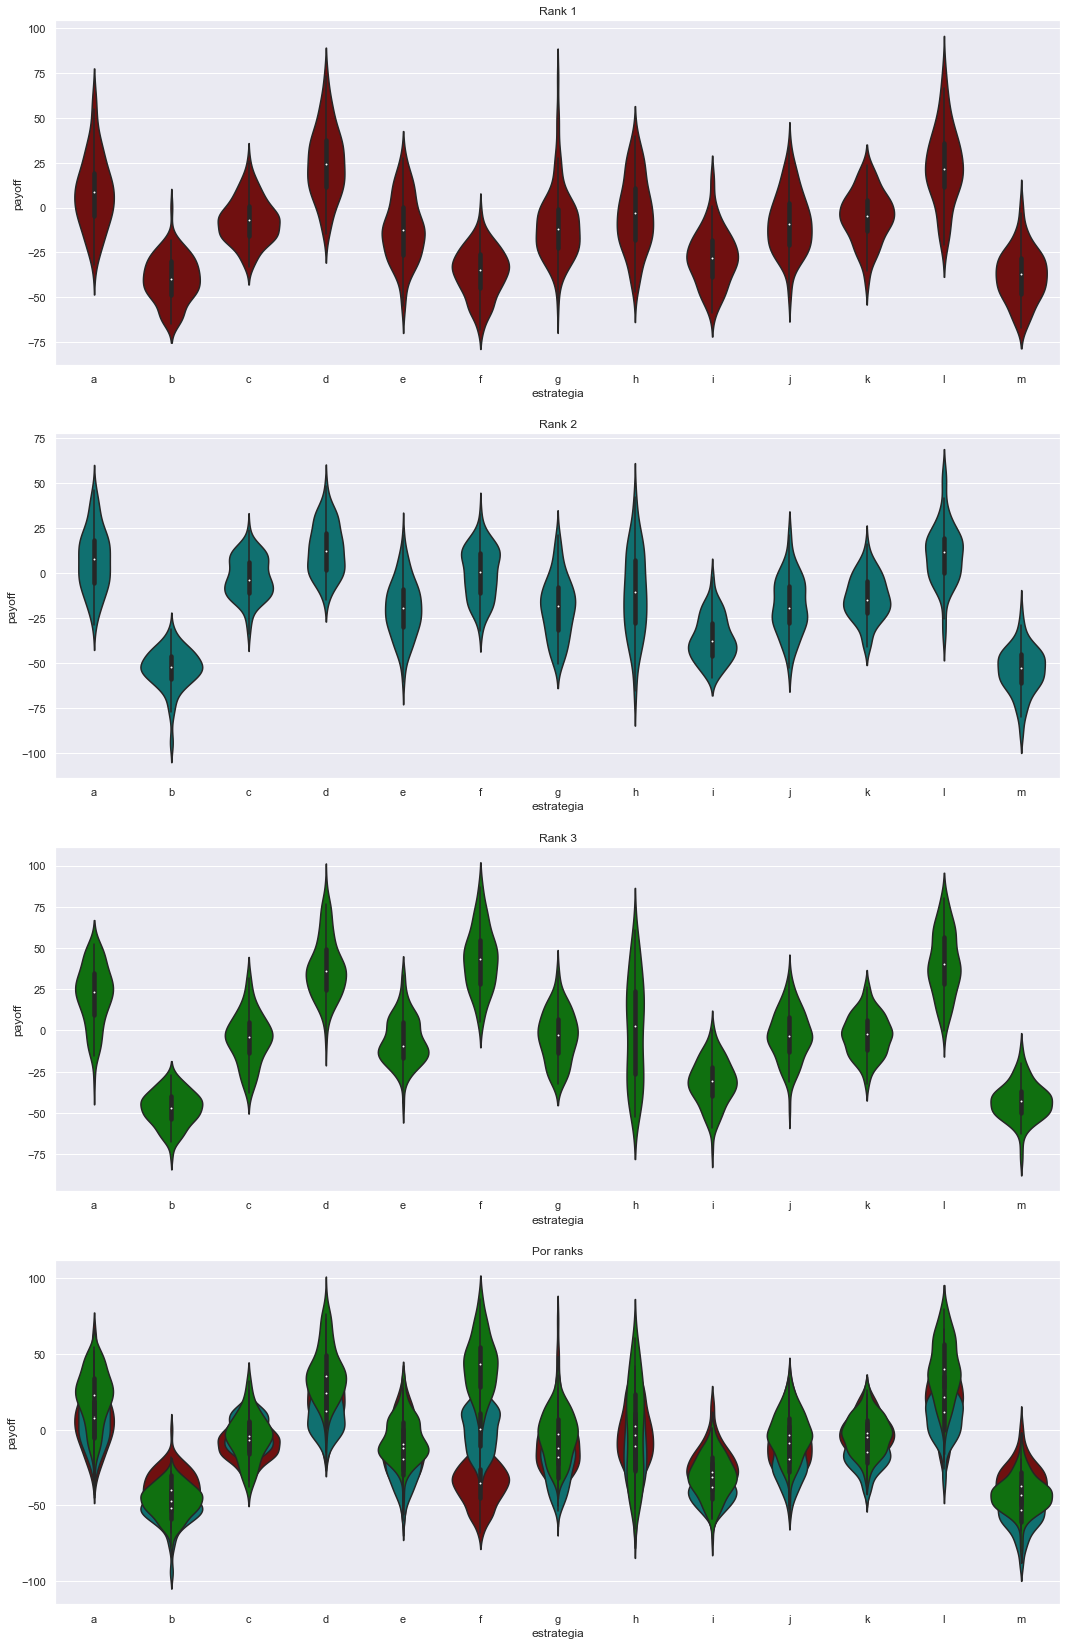 Rank 1
100
75
50
25
0
−25
−50
−75
payoff
a b c d e f g h i j k l m
estrategia
Rank 2
75
50
25
0
−25
−50
−75
−100
payoff
a b c d e f g h i j k l m
estrategia
Rank 3
100
75
50
25
0
−25
−50
−75
payoff
a b c d e f g h i j k l m
estrategia
Por ranks
100
50
0
−50
−100
payoff
a b c d e f g h i j k l m
estrategia